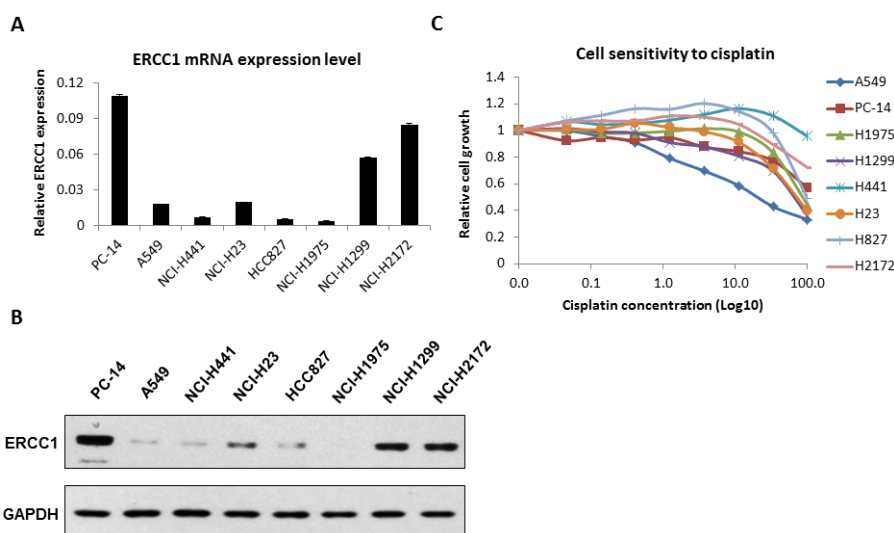 A
ERCC1 mRNA expression level
Relative ERCC1 expression
0.12
0.09
0.06
0.03
0
PC-14
A549
NCI-H441
NCI-H23
HCC827
NCI-H1975
NCI-H1299
NCI-H2172
C
Cell sensitivity to cisplatin
Relative cell growth
1.4
1.2
1
0.8
0.6
0.4
0.2
0
0.0
0.1
1.0
10.0
100.0
Cisplatin concentration (Log10)
A549
PC-14
H1975
H1299
H441
H23
H827
H2172
B
PC-14
A549
NCI-H441
NCI-H23
HCC827
NCI-H1975
NCI-H1299
NCI-H2172
ERCC1
GAPDH